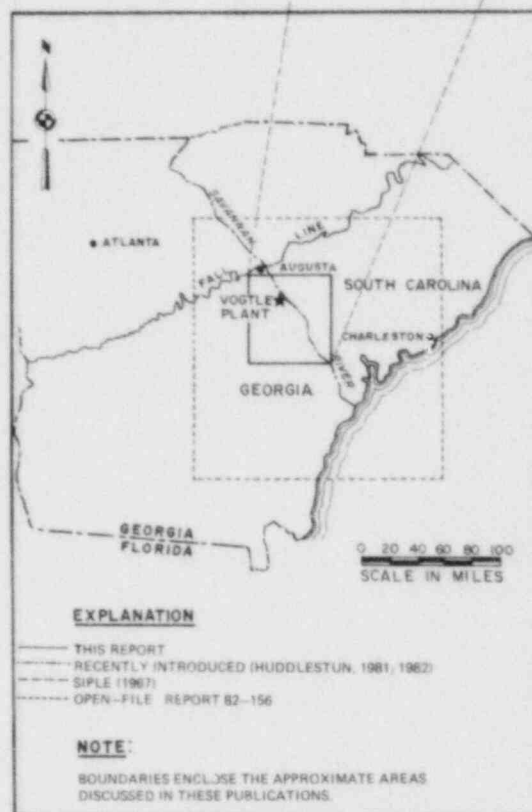 N
ATLANTA
SAVANNAH
FALL LINE
AUGUSTA
VOGTLE
PLANT
SOUTH CAROLINA
CHARLESTON
RIVER
GEORGIA
GEORGIA
FLORIDA
0 20 40 60 80 100
SCALE IN MILES
EXPLANATION
THIS REPORT
RECENTLY INTRODUCED (HUDDLESTUN, 1981; 1982)
SIPLE (1967)
OPEN-FILE REPORT 82-156
NOTE:
BOUNDARIES ENCLOSE THE APPROXIMATE AREAS
DISCUSSED IN THESE PUBLICATIONS.